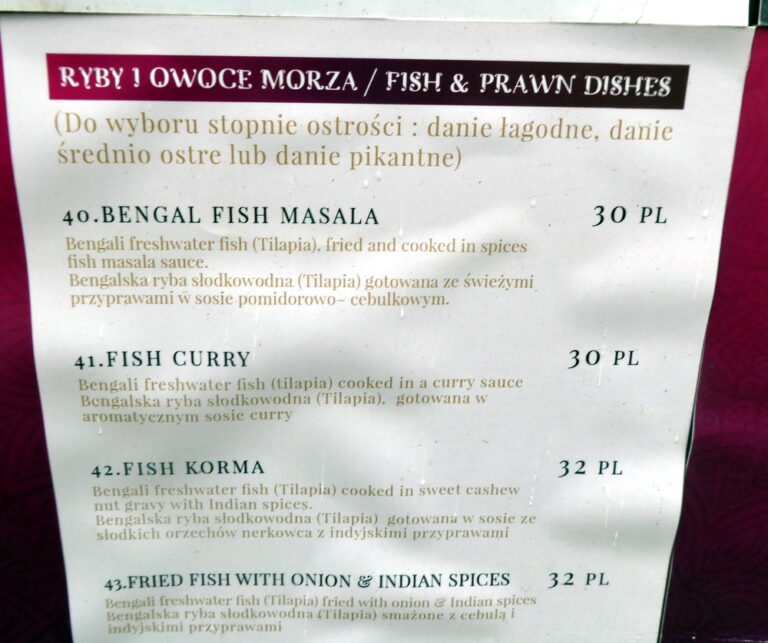 RYBY I OWOCE MORZA / FISH & PRAWN DISHES
(Do wyboru stopnie ostrości : danie łagodne, danie
średnio ostre lub danie pikantne)
40.BENGAL FISH MASALA 30 PL
Bengali freshwater fish (Tilapia), fried and cooked in spices
fish masala sauce.
Bengalska ryba słodkowodna (Tilapia) gotowana ze świeżymi
przyprawami w sosie pomidorowo– cebulkowym.
41.FISH CURRY 30 PL
Bengali freshwater fish (tilapia) cooked in a curry sauce
Bengalska ryba słodkowodna (Tilapia), gotowana w
aromatycznym sosie curry
42.FISH KORMA 32 PL
Bengali freshwater fish (Tilapia) cooked in sweet cashew
nut gravy with Indian spices.
Bengalska ryba słodkowodna (Tilapia) gotowana w sosie ze
słodkich orzechów nerkowca z indyjskimi przyprawami
43.FRIED FISH WITH ONION & INDIAN SPICES 32 PL
Bengali freshwater fish (Tilapia) fried with onion & Indian spices
Bengalska ryba słodkowodna (Tilapia) smażone z cebulą i
indyjskimi przyprawami